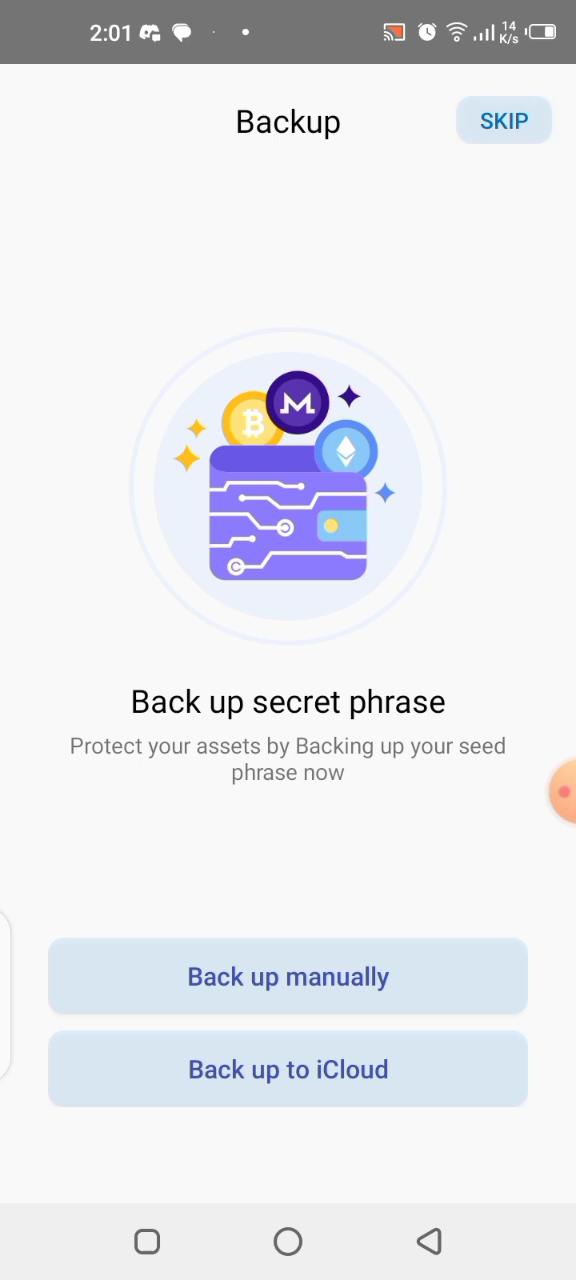 2:01
14
K/s
Backup
SKIP
Back up secret phrase
Protect your assets by Backing up your seed
phrase now
Back up manually
Back up to iCloud